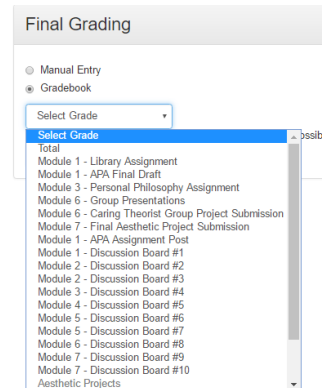 Final Grading
Manual Entry
Gradebook
Select Grade
Select Grade
Total
Module 1 - Library Assignment
Module 1 - APA Final Draft
Module 3 - Personal Philosophy Assignment
Module 6 - Group Presentations
Module 6 - Caring Theorist Group Project Submission
Module 7 - Final Aesthetic Project Submission
Module 1 - APA Assignment Post
Module 1 - Discussion Board #1
Module 2 - Discussion Board #2
Module 2 - Discussion Board #3
Module 3 - Discussion Board #4
Module 4 - Discussion Board #5
Module 5 - Discussion Board #6
Module 5 - Discussion Board #7
Module 6 - Discussion Board #8
Module 7 - Discussion Board #9
Module 7 - Discussion Board #10
Aesthetic Projects